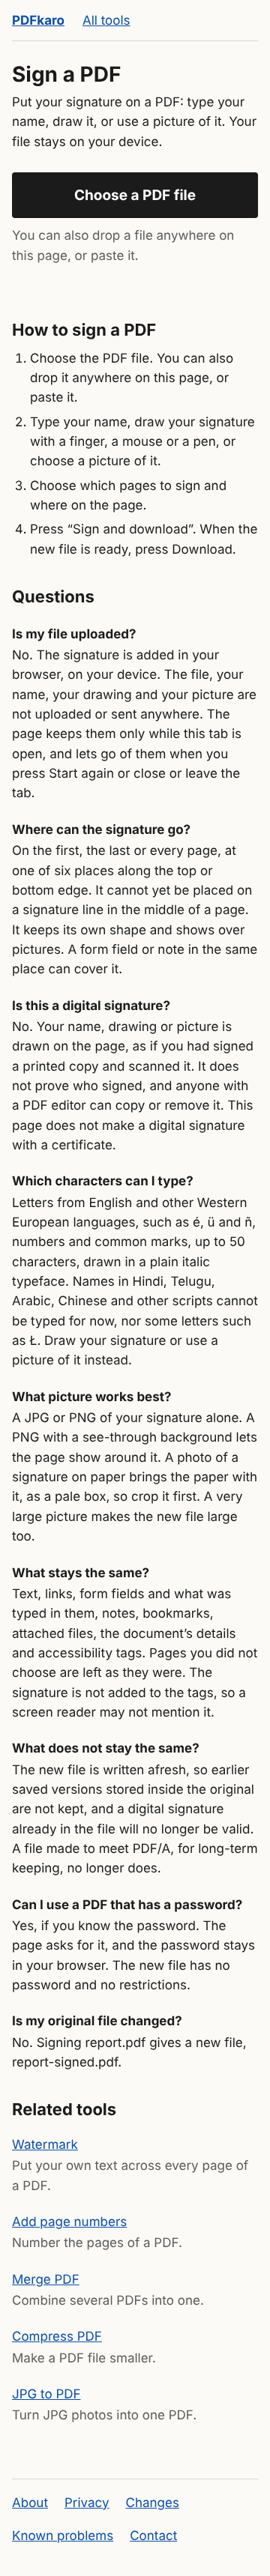 PDFkaro All tools
Sign a PDF
Put your signature on a PDF: type your
name, draw it, or use a picture of it. Your
file stays on your device.
Choose a PDF file
You can also drop a file anywhere on
this page, or paste it.
How to sign a PDF
1. Choose the PDF file. You can also
drop it anywhere on this page, or
paste it.
2. Type your name, draw your signature
with a finger, a mouse or a pen, or
choose a picture of it.
3. Choose which pages to sign and
where on the page.
4. Press “Sign and download”. When the
new file is ready, press Download.
Questions
Is my file uploaded?
No. The signature is added in your
browser, on your device. The file, your
name, your drawing and your picture are
not uploaded or sent anywhere. The
page keeps them only while this tab is
open, and lets go of them when you
press Start again or close or leave the
tab.
Where can the signature go?
On the first, the last or every page, at
one of six places along the top or
bottom edge. It cannot yet be placed on
a signature line in the middle of a page.
It keeps its own shape and shows over
pictures. A form field or note in the same
place can cover it.
Is this a digital signature?
No. Your name, drawing or picture is
drawn on the page, as if you had signed
a printed copy and scanned it. It does
not prove who signed, and anyone with
a PDF editor can copy or remove it. This
page does not make a digital signature
with a certificate.
Which characters can I type?
Letters from English and other Western
European languages, such as é, ü and ñ,
numbers and common marks, up to 50
characters, drawn in a plain italic
typeface. Names in Hindi, Telugu,
Arabic, Chinese and other scripts cannot
be typed for now, nor some letters such
as Ł. Draw your signature or use a
picture of it instead.
What picture works best?
A JPG or PNG of your signature alone. A
PNG with a see-through background lets
the page show around it. A photo of a
signature on paper brings the paper with
it, as a pale box, so crop it first. A very
large picture makes the new file large
too.
What stays the same?
Text, links, form fields and what was
typed in them, notes, bookmarks,
attached files, the document’s details
and accessibility tags. Pages you did not
choose are left as they were. The
signature is not added to the tags, so a
screen reader may not mention it.
What does not stay the same?
The new file is written afresh, so earlier
saved versions stored inside the original
are not kept, and a digital signature
already in the file will no longer be valid.
A file made to meet PDF/A, for long-term
keeping, no longer does.
Can I use a PDF that has a password?
Yes, if you know the password. The
page asks for it, and the password stays
in your browser. The new file has no
password and no restrictions.
Is my original file changed?
No. Signing report.pdf gives a new file,
report-signed.pdf.
Related tools
Watermark
Put your own text across every page of
a PDF.
Add page numbers
Number the pages of a PDF.
Merge PDF
Combine several PDFs into one.
Compress PDF
Make a PDF file smaller.
JPG to PDF
Turn JPG photos into one PDF.
About Privacy Changes
Known problems Contact